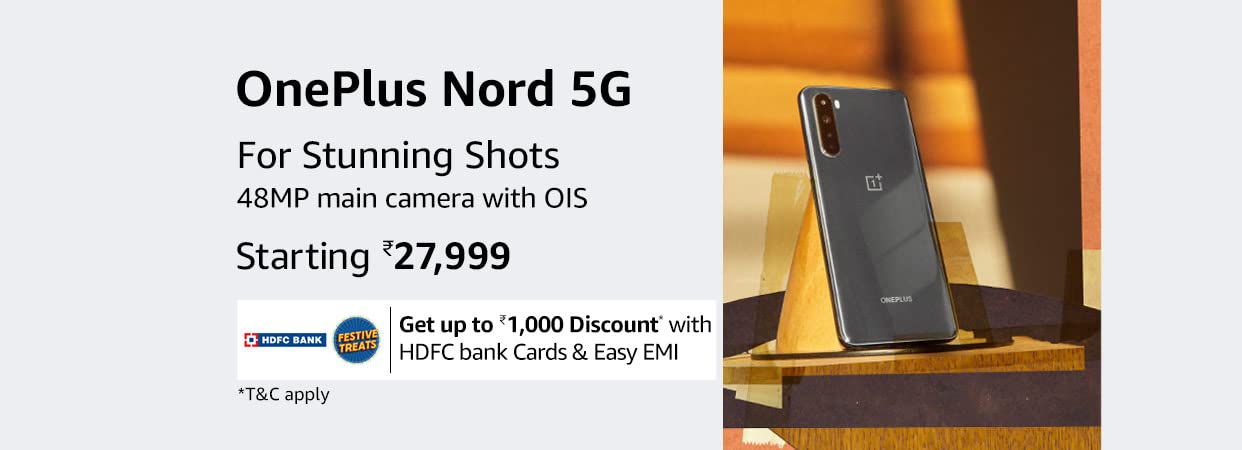 OnePlus Nord 5G
For Stunning Shots
48MP main camera with OIS
Starting ₹27,999
HDFC BANK
FESTIVE
TREATS
Get up to ₹1,000 Discount* with
HDFC bank Cards & Easy EMI
*T&C apply
1+
ONEPLUS